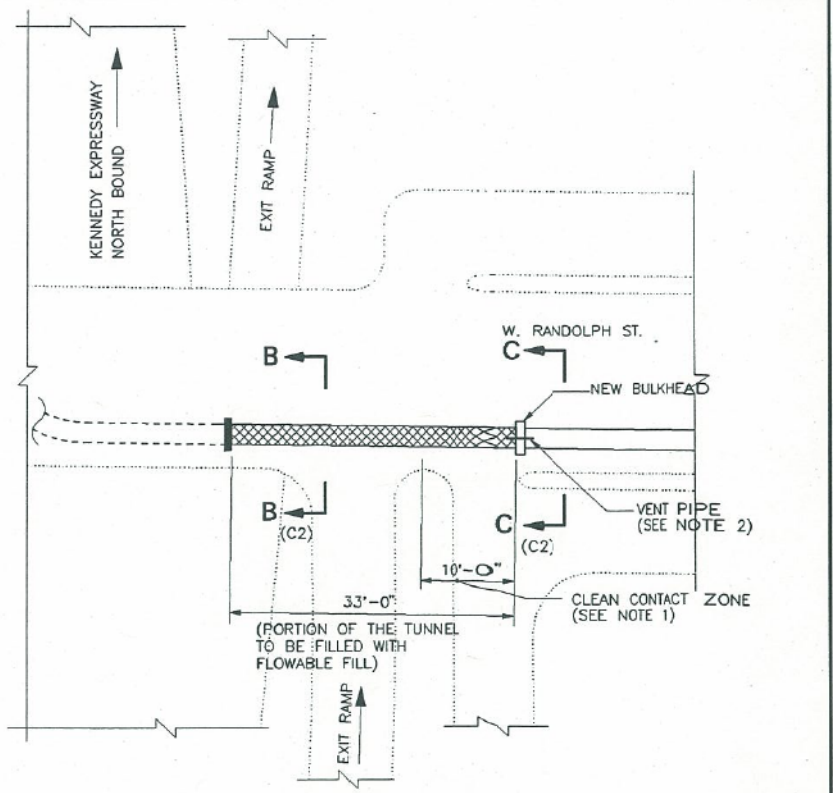 KENNEDY EXPRESSWAY
NORTH BOUND
EXIT RAMP
W. RANDOLPH ST.
B
C
NEW BULKHEAD
B
(C2)
C
(C2)
VENT PIPE
(SEE NOTE 2)
10'-0"
CLEAN CONTACT ZONE
(SEE NOTE 1)
33'-0"
(PORTION OF THE TUNNEL
TO BE FILLED WITH
FLOWABLE FILL)
EXIT RAMP